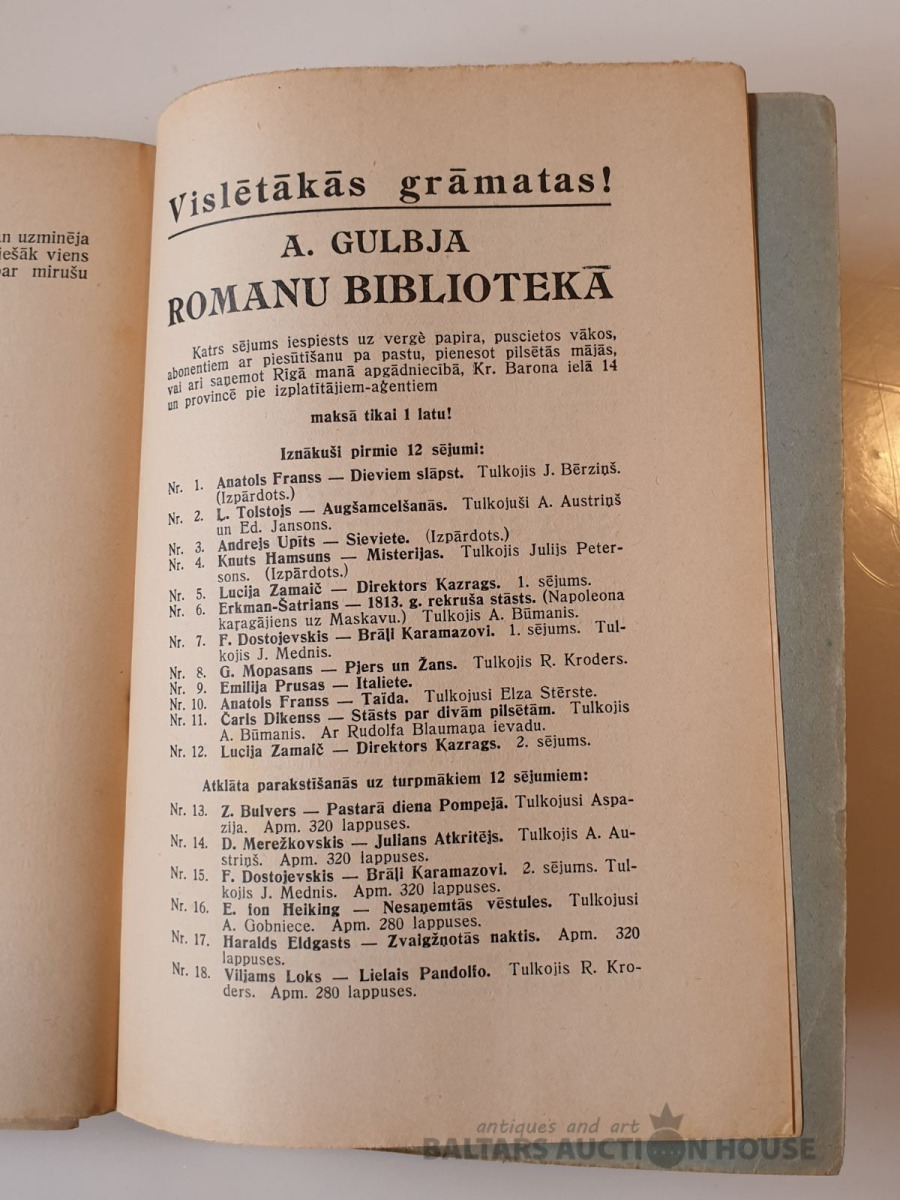 n uzminēja
iešāk viens
par mirušu
Vislētākās grāmatas!
A. GULBJA
ROMANU BIBLIOTEKĀ
Katrs sējums iespiests uz vergè papira, puscietos vākos,
abonentiem ar piesūtīšanu pa pastu, pienesot pilsētās mājās,
vai ari saņemot Rīgā manā apgādniecībā, Kr. Barona ielā 14
un provincē pie izplatītājiem-aģentiem
maksā tikai 1 latu!
Iznākuši pirmie 12 sējumi:
Nr. 1. Anatols Franss — Dieviem slāpst. Tulkojis J. Bērziņš.
(Izpārdots.)
Nr. 2. Ļ. Tolstojs — Augšamcelšanās. Tulkojuši A. Austriņš
un Ed. Jansons.
Nr. 3. Andrejs Upīts — Sieviete. (Izpārdots.)
Nr. 4. Knuts Hamsuns — Misterijas. Tulkojis Julijs Peter-
sons. (Izpārdots.)
Nr. 5. Lucija Zamaič — Direktors Kazrags. 1. sējums.
Nr. 6. Erkman-Šatrians — 1813. g. rekruša stāsts. (Napoleona
kaŗagājiens uz Maskavu.) Tulkojis A. Būmanis.
Nr. 7. F. Dostojevskis — Brāļi Karamazovi. 1. sējums. Tul-
kojis J. Mednis.
Nr. 8. G. Mopasans — Pjers un Žans. Tulkojis R. Kroders.
Nr. 9. Emilija Prusas — Italiete.
Nr. 10. Anatols Franss — Taïda. Tulkojusi Elza Stērste.
Nr. 11. Čarls Dikenss — Stāsts par divām pilsētām. Tulkojis
A. Būmanis. Ar Rudolfa Blaumaņa ievadu.
Nr. 12. Lucija Zamaič — Direktors Kazrags. 2. sējums.
Atklāta parakstīšanās uz turpmākiem 12 sējumiem:
Nr. 13. Z. Bulvers — Pastarā diena Pompejā. Tulkojusi Aspa-
zija. Apm. 320 lappuses.
Nr. 14. D. Merežkovskis — Julians Atkritējs. Tulkojis A. Au-
striņš. Apm. 320 lappuses.
Nr. 15. F. Dostojevskis — Brāļi Karamazovi. 2. sējums. Tul-
kojis J. Mednis. Apm. 320 lappuses.
Nr. 16. E. fon Heiking — Nesaņemtās vēstules. Tulkojusi
A. Gobniece. Apm. 280 lappuses.
Nr. 17. Haralds Eldgasts — Zvaigžņotās naktis. Apm. 320
lappuses.
Nr. 18. Viljams Loks — Lielais Pandolfo. Tulkojis R. Kro-
ders. Apm. 280 lappuses.
antiques and art
BALTARS AUCTION HOUSE